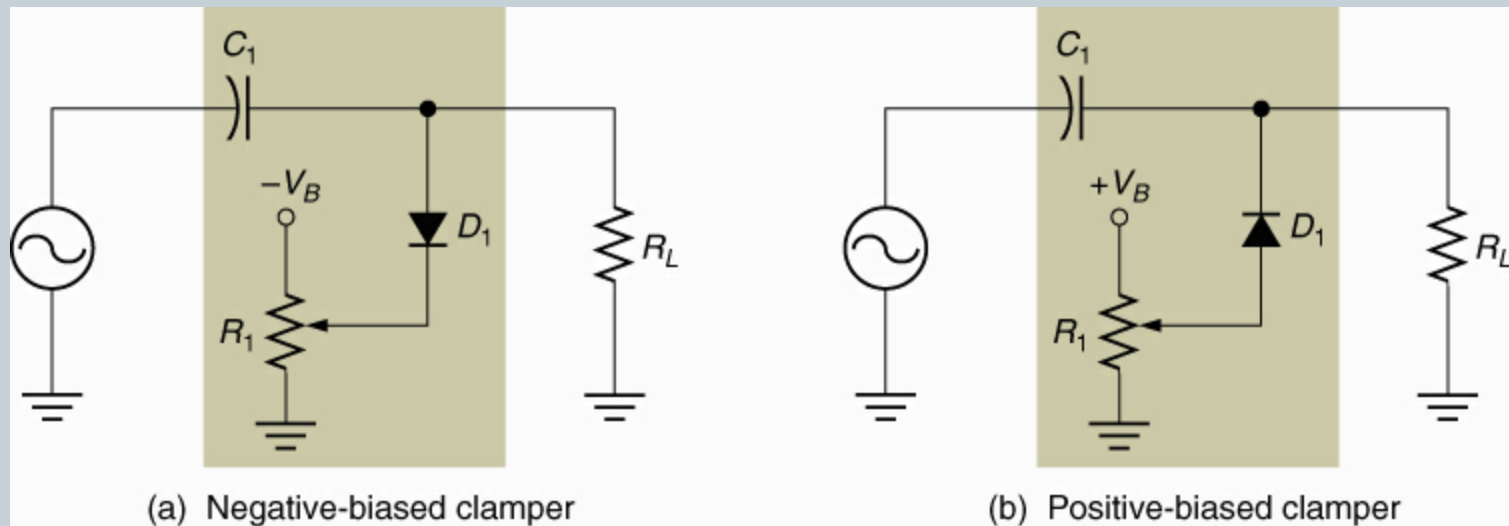 C1
−VB
D1
R1
RL
(a) Negative-biased clamper
C1
+VB
D1
R1
RL
(b) Positive-biased clamper